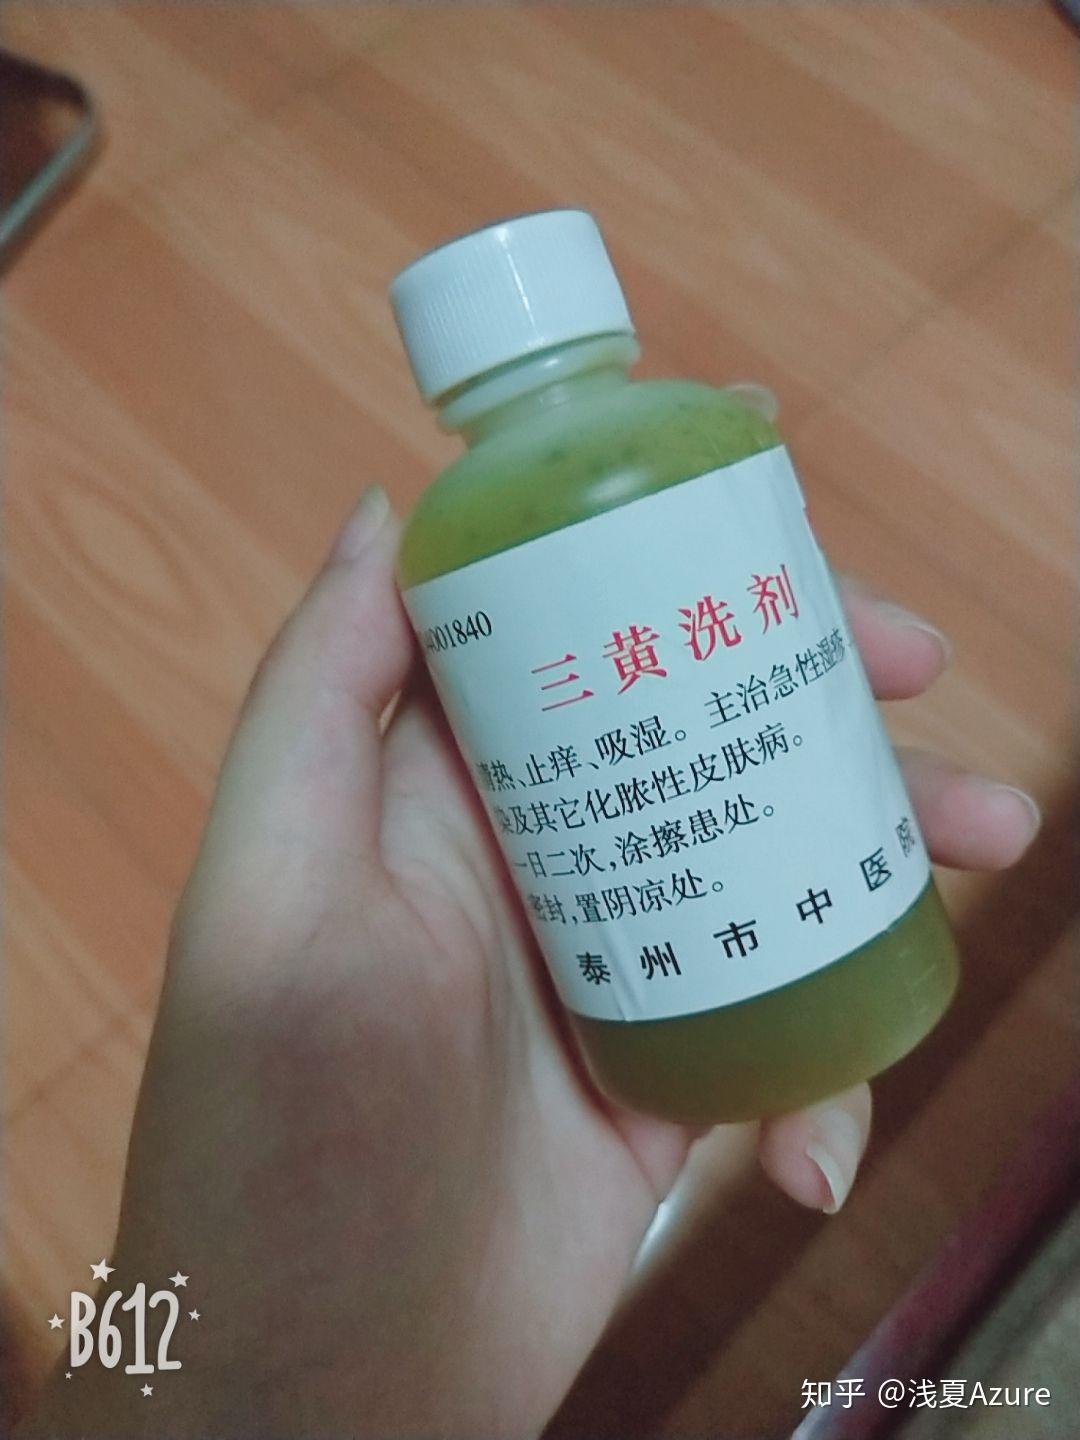 4001840
三黄洗剂
清热、止痒、吸湿。主治急性湿疹
染及其它化脓性皮肤病。
一日二次,涂擦患处。
密封,置阴凉处。
泰州市中医院
B612
知乎 @浅夏Azure